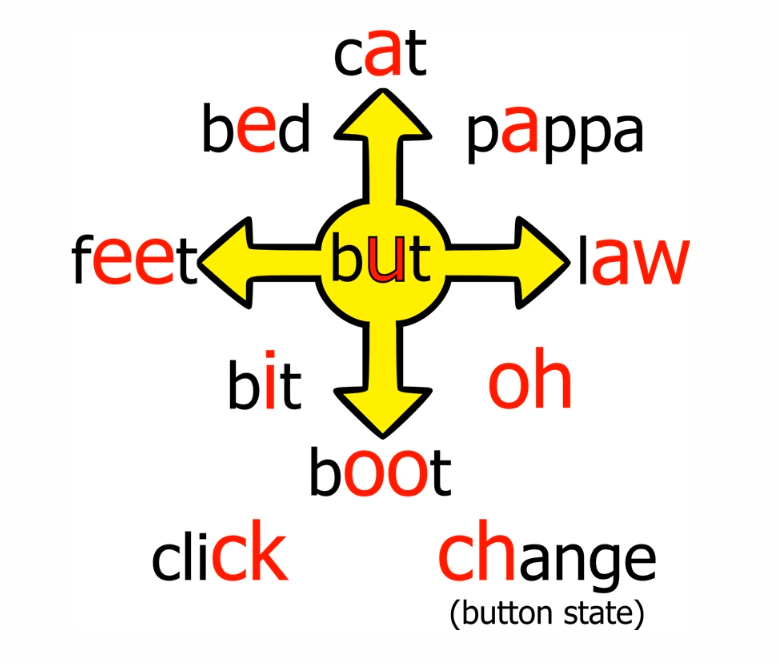 cat
bed pappa
feet but law
bit oh
boot
click change
(button state)